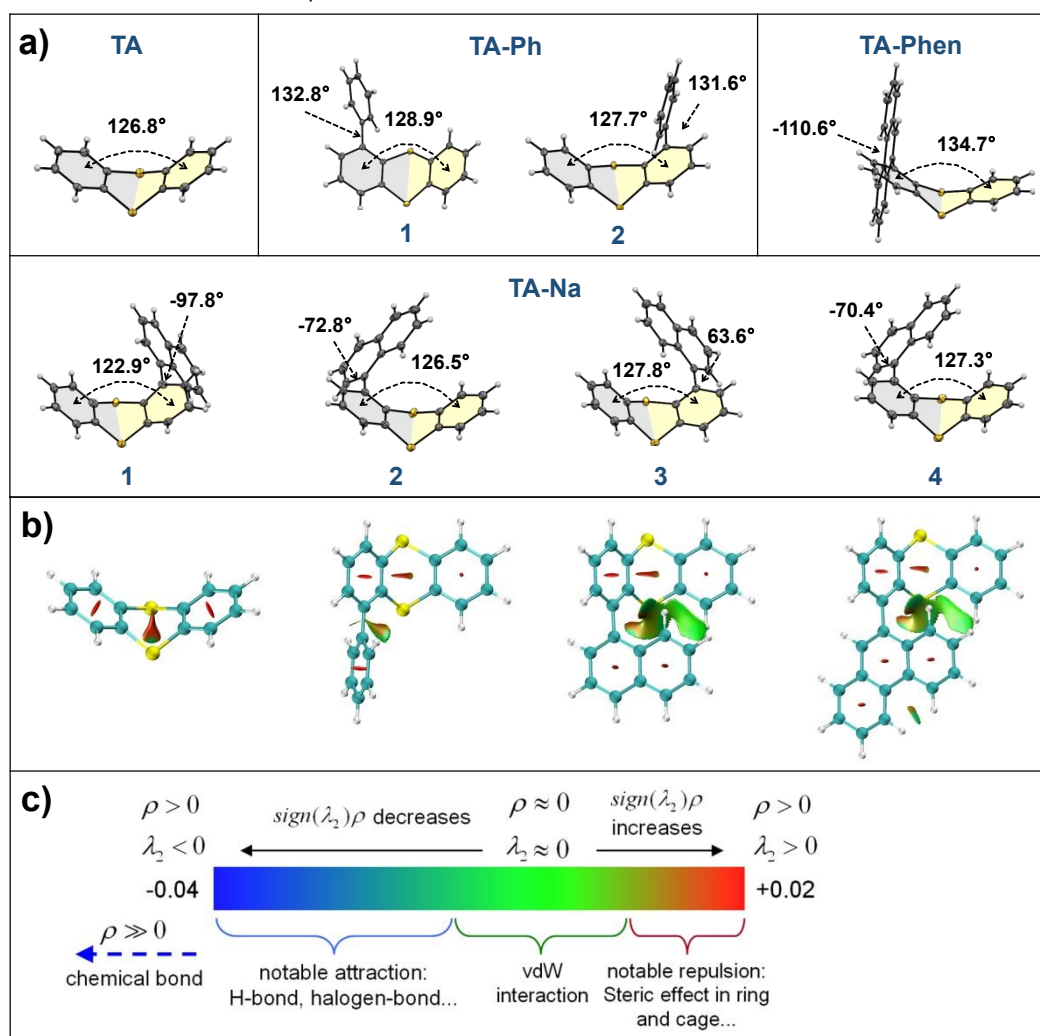 a)
TA
TA-Ph
TA-Phen
126.8°
132.8°
128.9°
127.7°
131.6°
-110.6°
134.7°
1
2
TA-Na
-97.8°
122.9°
-72.8°
126.5°
127.8°
63.6°
-70.4°
127.3°
1
2
3
4
b)
c)
ρ > 0
λ₂ < 0
-0.04
sign(λ₂)ρ decreases
ρ ≈ 0
λ₂ ≈ 0
sign(λ₂)ρ
increases
ρ > 0
λ₂ > 0
+0.02
ρ ≫ 0
chemical bond
notable attraction:
H-bond, halogen-bond...
vdW
interaction
notable repulsion:
Steric effect in ring
and cage...